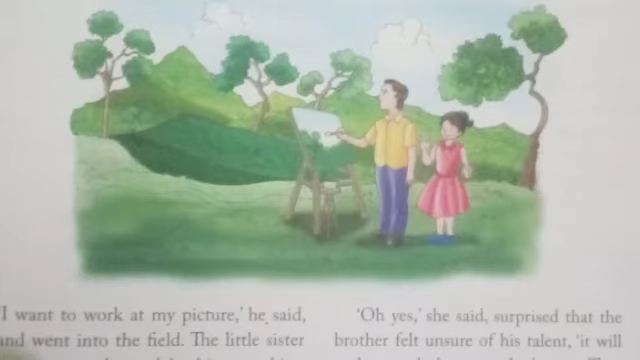 'I want to work at my picture,' he said,
and went into the field. The little sister
'Oh yes,' she said, surprised that the
brother felt unsure of his talent, 'it will